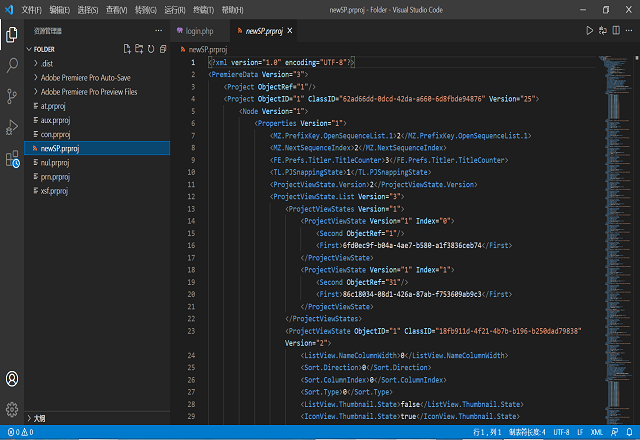 文件(F) 编辑(E) 选择(S) 查看(V) 转到(G) 运行(R) 终端(T) 帮助(H) newSP.prproj - Folder - Visual Studio Code
资源管理器
FOLDER
.dist
Adobe Premiere Pro Auto-Save
Adobe Premiere Pro Preview Files
at.prproj
aux.prproj
con.prproj
newSP.prproj
nul.prproj
prn.prproj
xsf.prproj
大纲
login.php newSP.prproj
newSP.prproj
1 <?xml version="1.0" encoding="UTF-8"?>
2 <PremiereData Version="3">
3 <Project ObjectRef="1"/>
4 <Project ObjectID="1" ClassID="62ad66dd-0dcd-42da-a660-6d8fbde94876" Version="25">
5 <Node Version="1">
6 <Properties Version="1">
7 <MZ.PrefixKey.OpenSequenceList.1>2</MZ.PrefixKey.OpenSequenceList.1>
8 <MZ.NextSequenceIndex>2</MZ.NextSequenceIndex>
9 <FE.Prefs.Titler.TitleCounter>3</FE.Prefs.Titler.TitleCounter>
10 <TL.PJSnappingState>1</TL.PJSnappingState>
11 <ProjectViewState.Version>2</ProjectViewState.Version>
12 <ProjectViewState.List Version="3">
13 <ProjectViewStates Version="1">
14 <ProjectViewState Version="1" Index="0">
15 <Second ObjectRef="1"/>
16 <First>6fd0ec9f-b04a-4ae7-b580-a1f3836ceb74</First>
17 </ProjectViewState>
18 <ProjectViewState Version="1" Index="1">
19 <Second ObjectRef="31"/>
20 <First>86c18034-08d1-426a-87ab-f753609ab9c3</First>
21 </ProjectViewState>
22 </ProjectViewStates>
23 <ProjectViewState ObjectID="1" ClassID="18fb911d-4f21-4b7b-b196-b250dad79838"
Version="2">
24 <ListView.NameColumnWidth>0</ListView.NameColumnWidth>
25 <Sort.Direction>0</Sort.Direction>
26 <Sort.ColumnIndex>0</Sort.ColumnIndex>
27 <Sort.Type>0</Sort.Type>
28 <ListView.Thumbnail.State>false</ListView.Thumbnail.State>
29 <IconView.Thumbnail.State>true</IconView.Thumbnail.State>
0 0 行 1，列 1 制表符长度: 4 UTF-8 LF XML